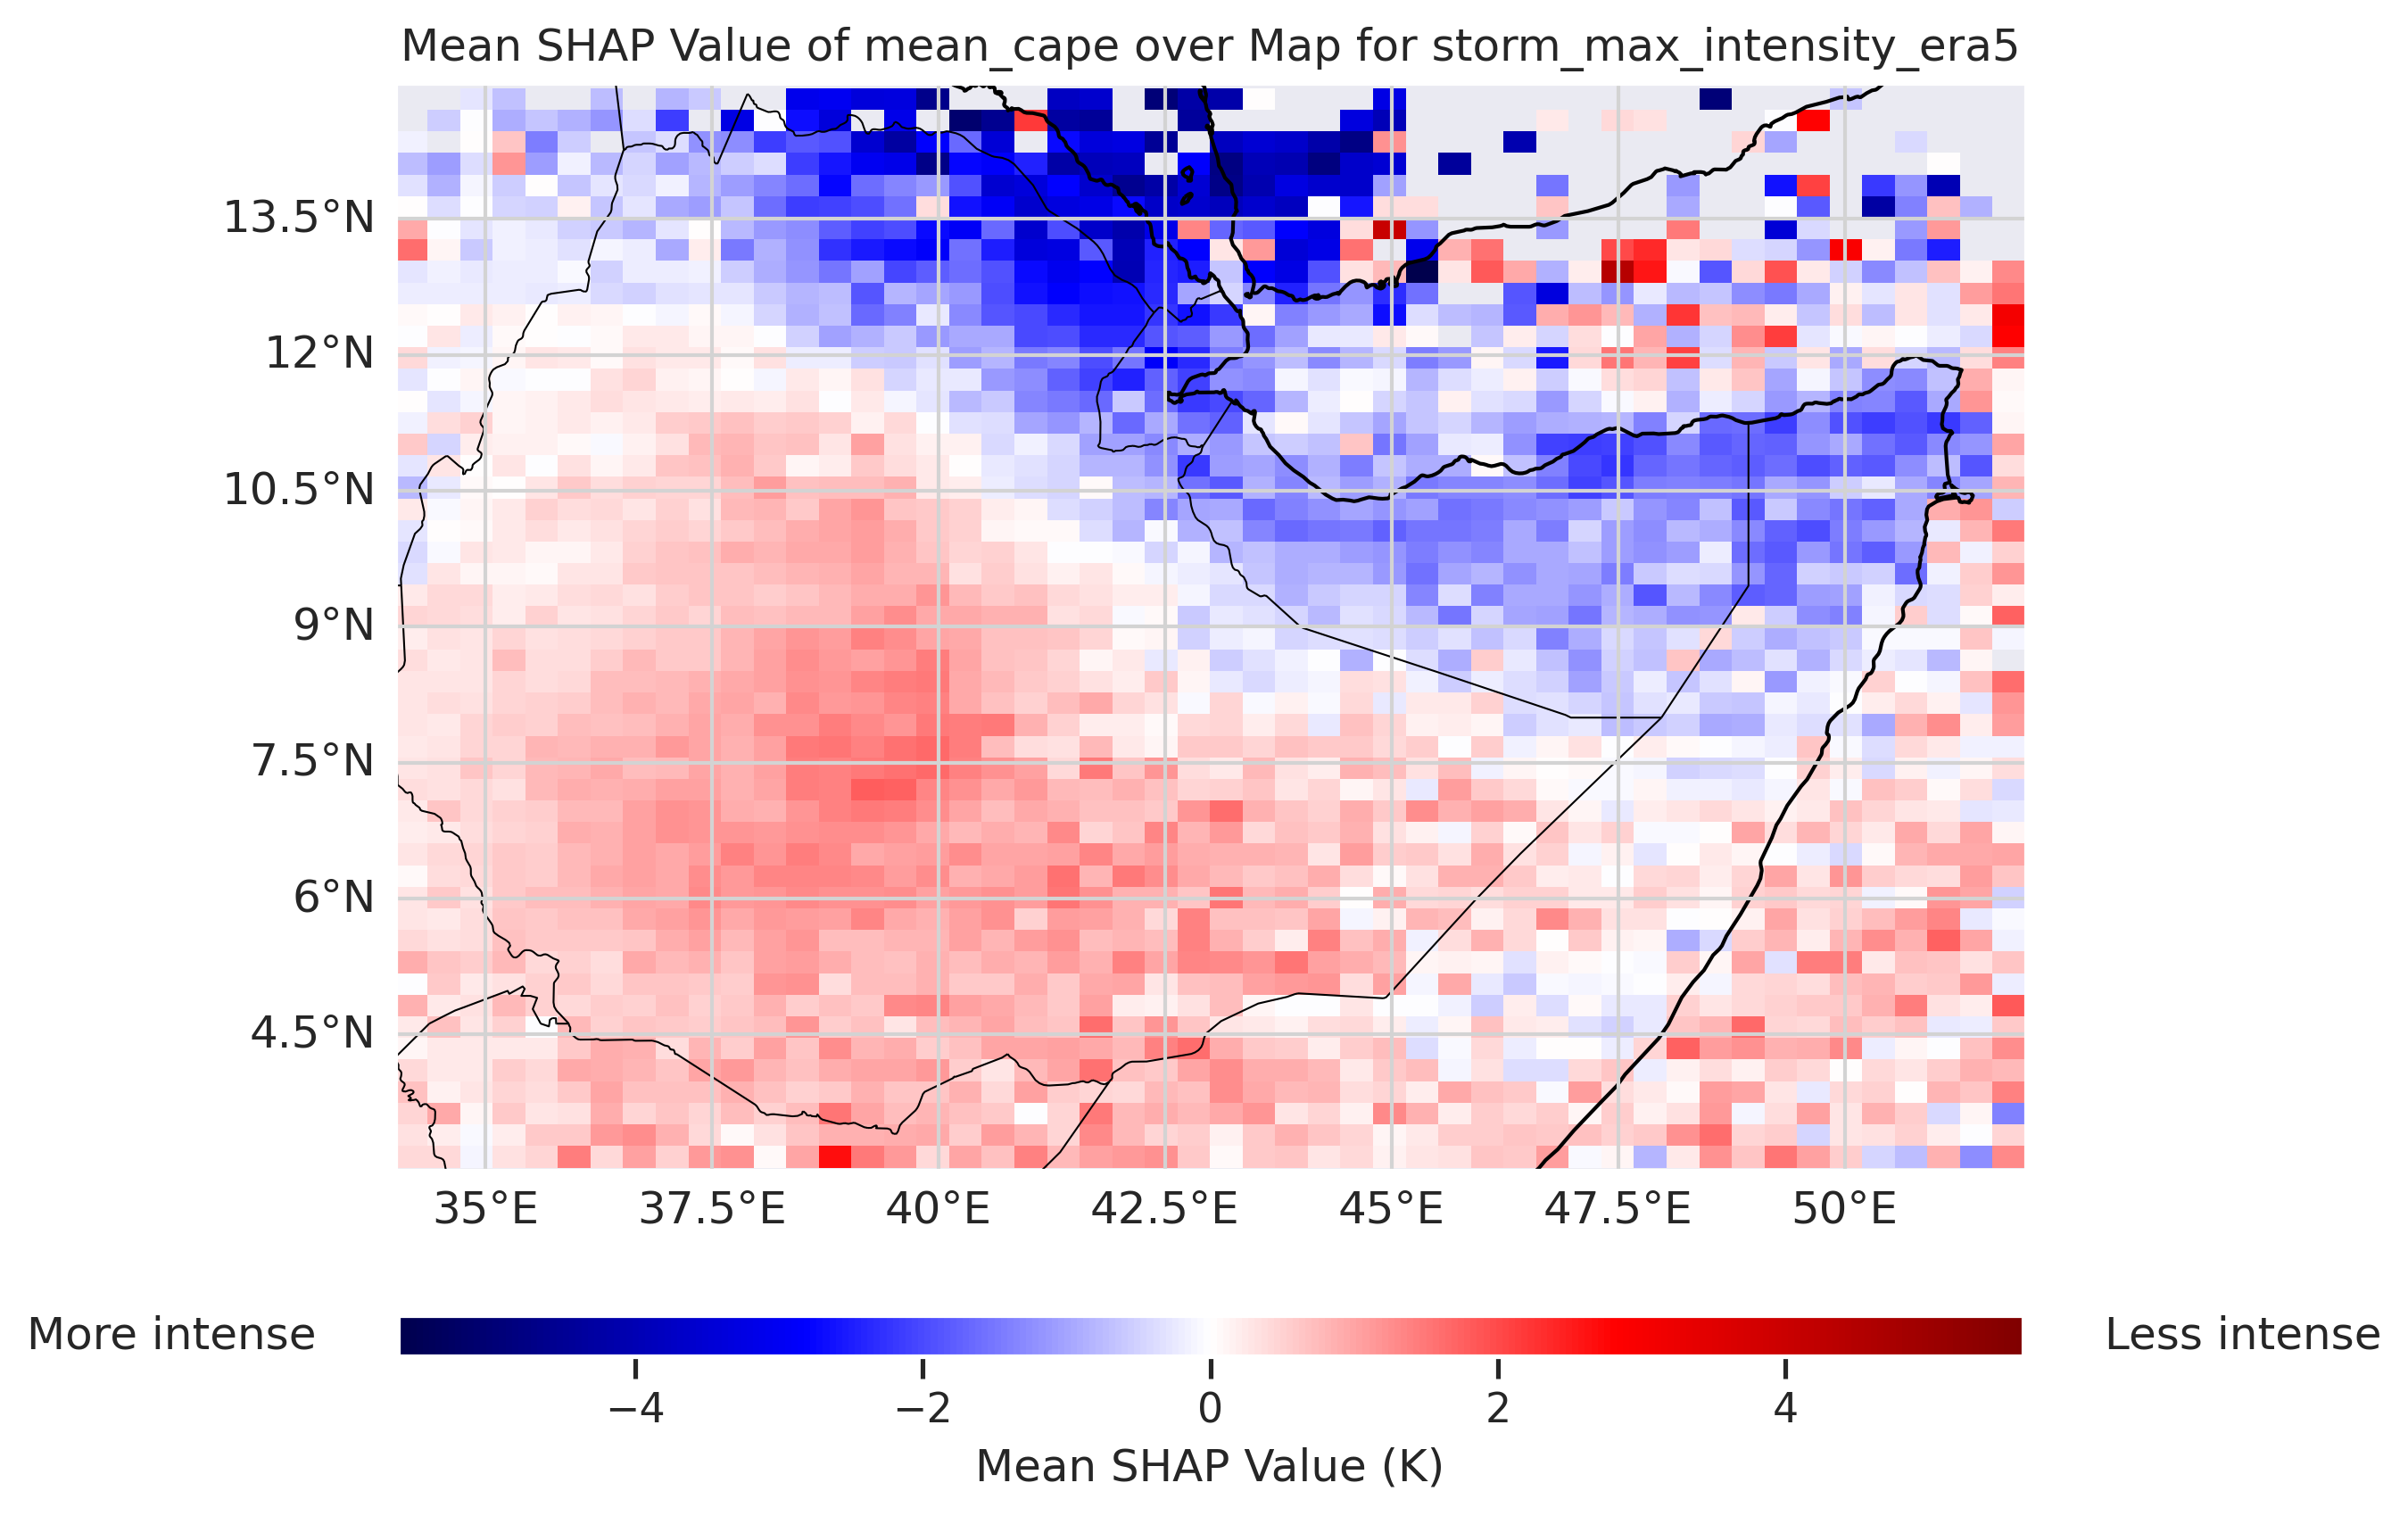 Mean SHAP Value of mean_cape over Map for storm_max_intensity_era5
13.5°N
12°N
10.5°N
9°N
7.5°N
6°N
4.5°N
35°E 37.5°E 40°E 42.5°E 45°E 47.5°E 50°E
More intense Less intense
−4 −2 0 2 4
Mean SHAP Value (K)